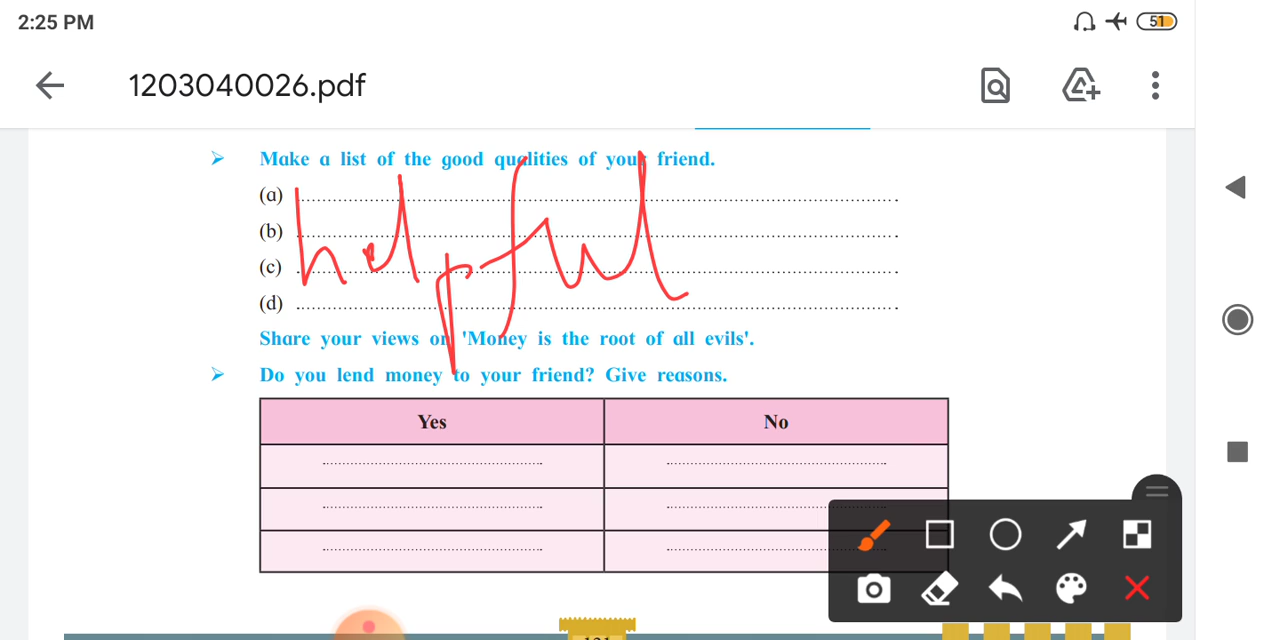 2:25 PM
51
1203040026.pdf
➢ Make a list of the good qualities of your friend.
(a) ..........
(b) ..........
(c) ..........
(d) ..........
helpful
Share your views on 'Money is the root of all evils'.
➢ Do you lend money to your friend? Give reasons.
Yes No